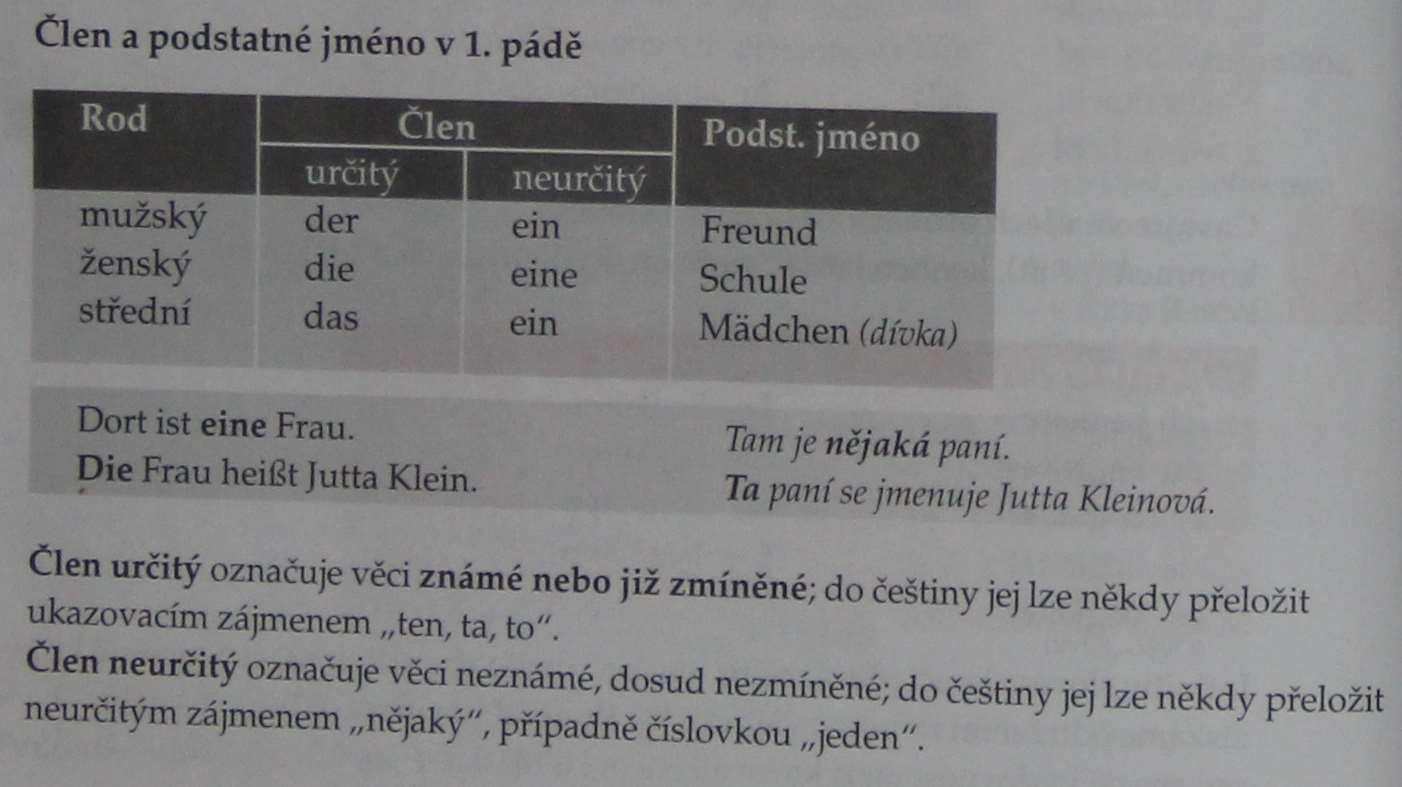 Člen a podstatné jméno v 1. pádě
Rod Člen Podst. jméno
určitý neurčitý
mužský der ein Freund
ženský die eine Schule
střední das ein Mädchen (dívka)
Dort ist eine Frau. Tam je nějaká paní.
Die Frau heißt Jutta Klein. Ta paní se jmenuje Jutta Kleinová.
Člen určitý označuje věci známé nebo již zmíněné; do češtiny jej lze někdy přeložit
ukazovacím zájmenem „ten, ta, to“.
Člen neurčitý označuje věci neznámé, dosud nezmíněné; do češtiny jej lze někdy přeložit
neurčitým zájmenem „nějaký“, případně číslovkou „jeden“.